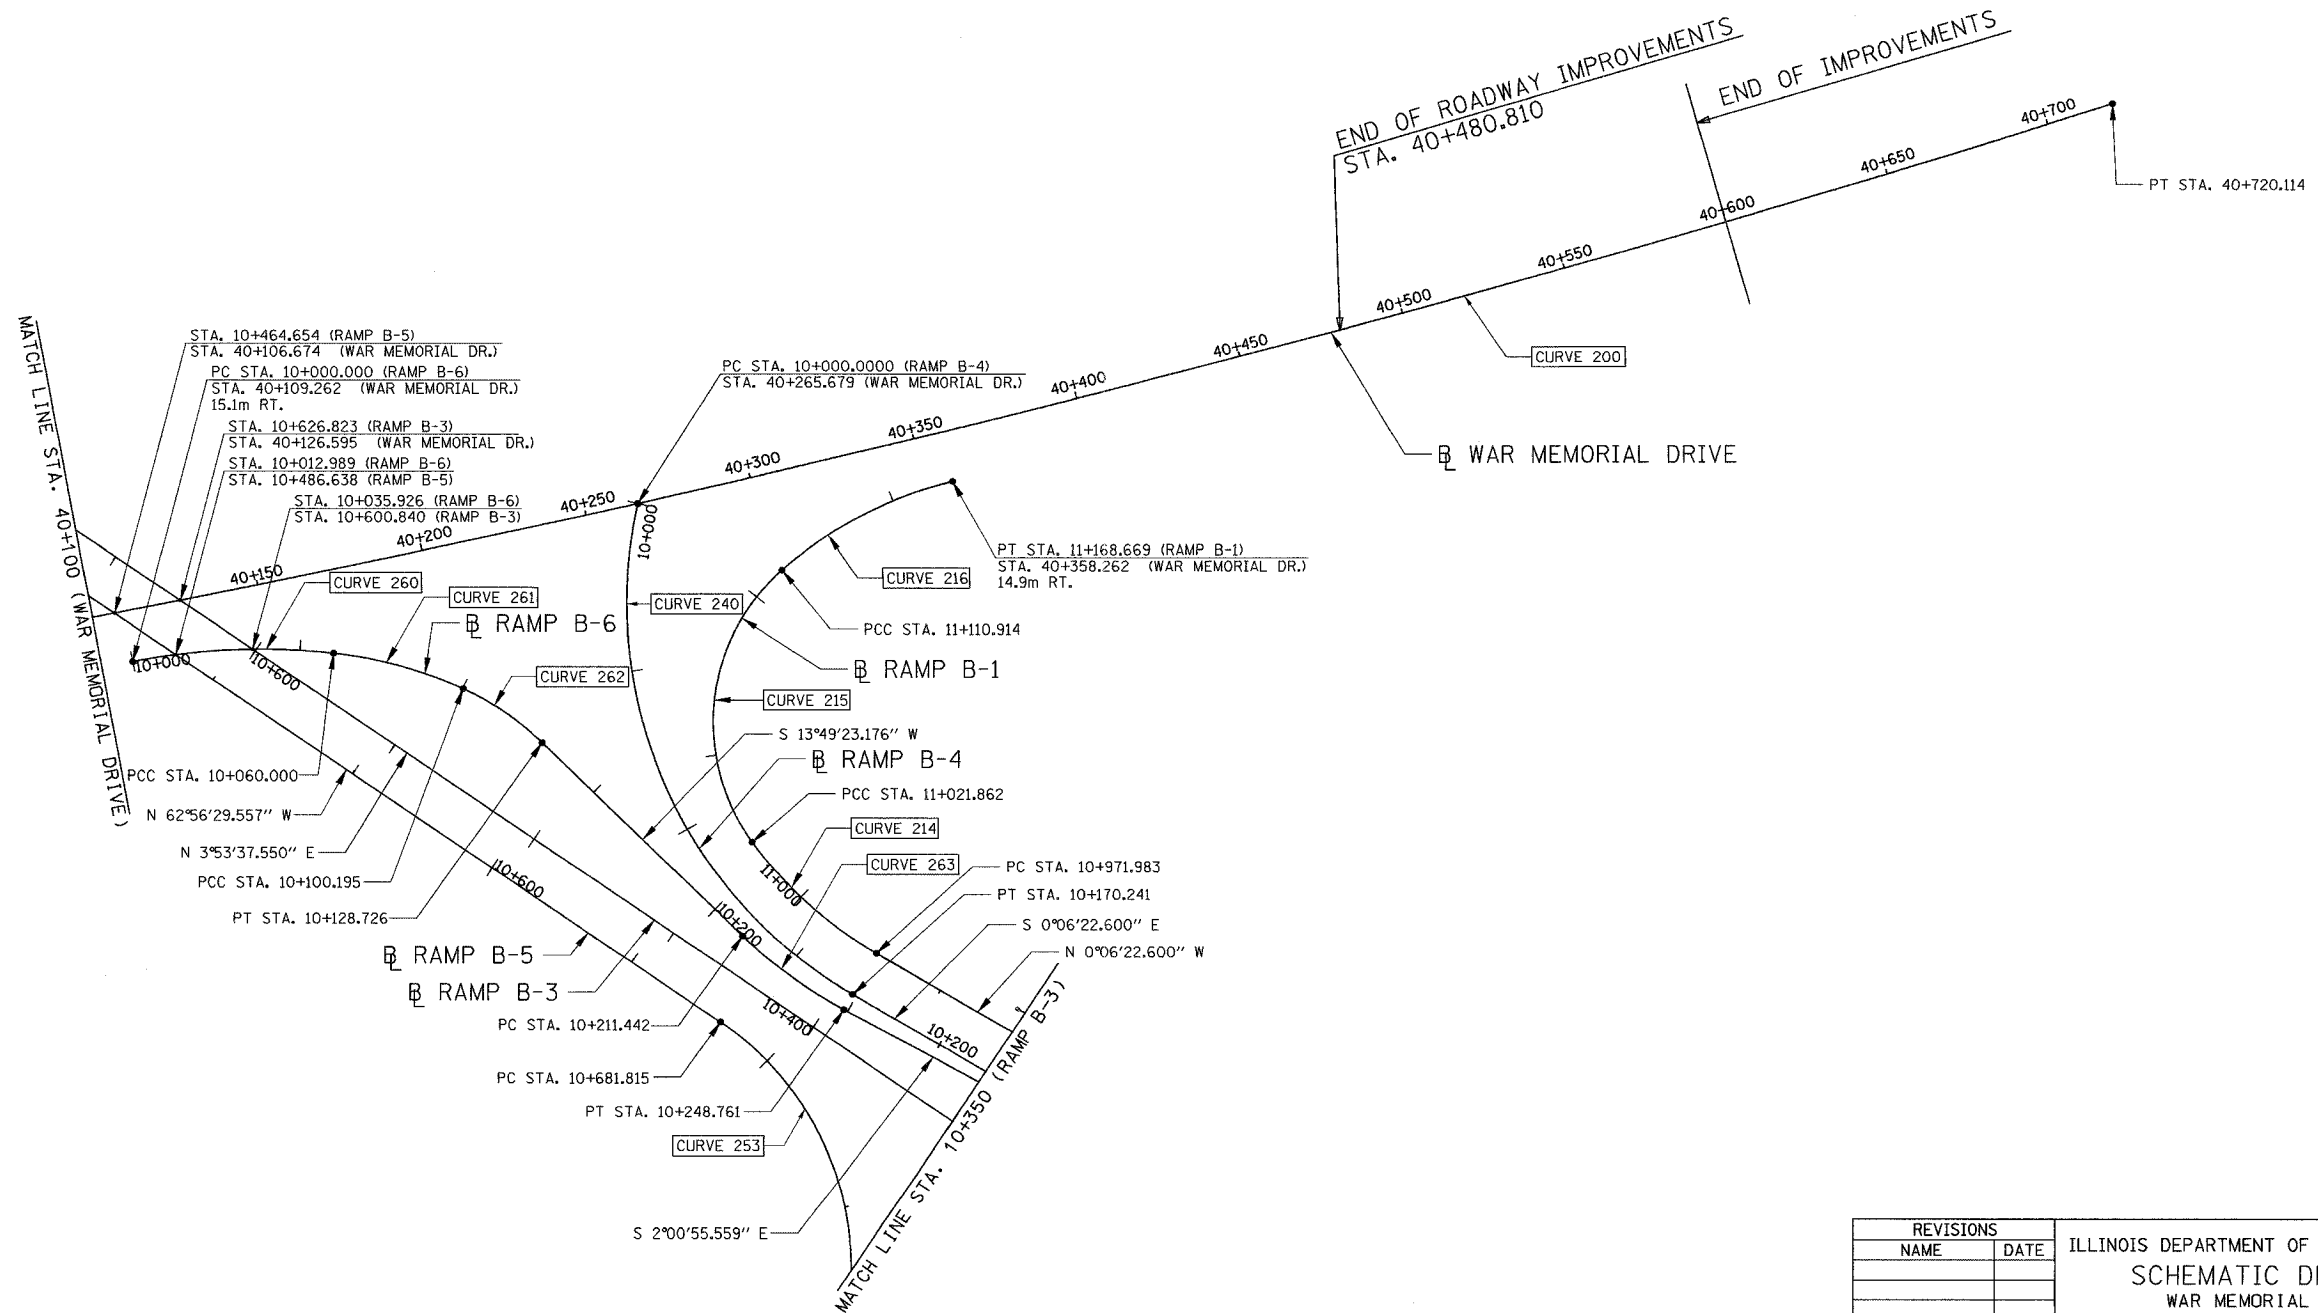 END OF ROADWAY IMPROVEMENTS
STA. 40+480.810
END OF IMPROVEMENTS
40+700
40+650
PT STA. 40+720.114
40+600
40+550
40+500
CURVE 200
40+450
40+400
℄ WAR MEMORIAL DRIVE
MATCH LINE STA. 40+100 (WAR MEMORIAL DRIVE)
STA. 10+464.654 (RAMP B-5)
STA. 40+106.674 (WAR MEMORIAL DR.)
PC STA. 10+000.000 (RAMP B-6)
STA. 40+109.262 (WAR MEMORIAL DR.)
15.1m RT.
STA. 10+626.823 (RAMP B-3)
STA. 40+126.595 (WAR MEMORIAL DR.)
STA. 10+012.989 (RAMP B-6)
STA. 10+486.638 (RAMP B-5)
STA. 10+035.926 (RAMP B-6)
STA. 10+600.840 (RAMP B-3)
PC STA. 10+000.0000 (RAMP B-4)
STA. 40+265.679 (WAR MEMORIAL DR.)
40+350
40+300
40+250
40+200
40+150
10+000
PT STA. 11+168.669 (RAMP B-1)
STA. 40+358.262 (WAR MEMORIAL DR.)
14.9m RT.
CURVE 260
CURVE 261
CURVE 240
CURVE 216
℄ RAMP B-6
PCC STA. 11+110.914
10+000
10+600
CURVE 262
℄ RAMP B-1
CURVE 215
S 13°49'23.176" W
℄ RAMP B-4
PCC STA. 10+060.000
PCC STA. 11+021.862
N 62°56'29.557" W
CURVE 214
N 3°53'37.550" E
CURVE 263
PC STA. 10+971.983
PCC STA. 10+100.195
10+600
11+000
PT STA. 10+170.241
PT STA. 10+128.726
10+200
S 0°06'22.600" E
℄ RAMP B-5
N 0°06'22.600" W
℄ RAMP B-3
10+400
PC STA. 10+211.442
10+200
PC STA. 10+681.815
PT STA. 10+248.761
CURVE 253
S 2°00'55.559" E
MATCH LINE STA. 10+350 (RAMP B-3)
REVISIONS
NAME DATE
ILLINOIS DEPARTMENT OF
SCHEMATIC
WAR MEMORIAL